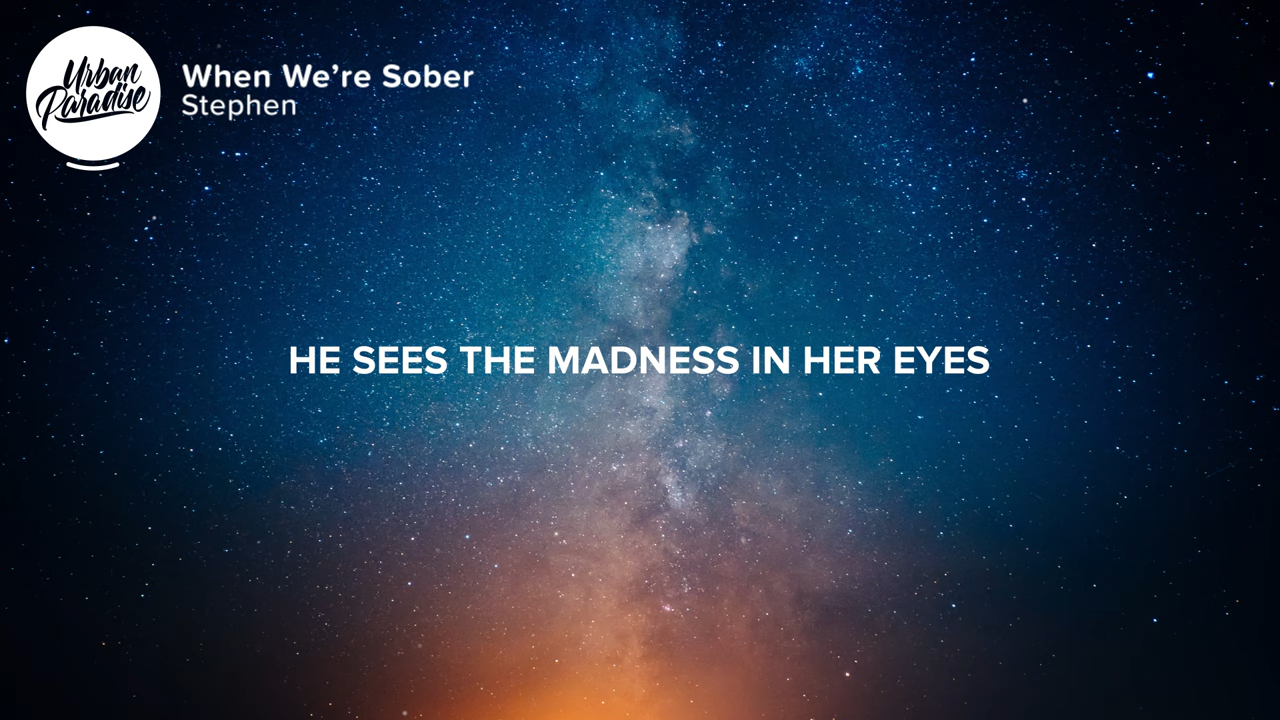 Urban
Paradise
When We're Sober
Stephen
HE SEES THE MADNESS IN HER EYES